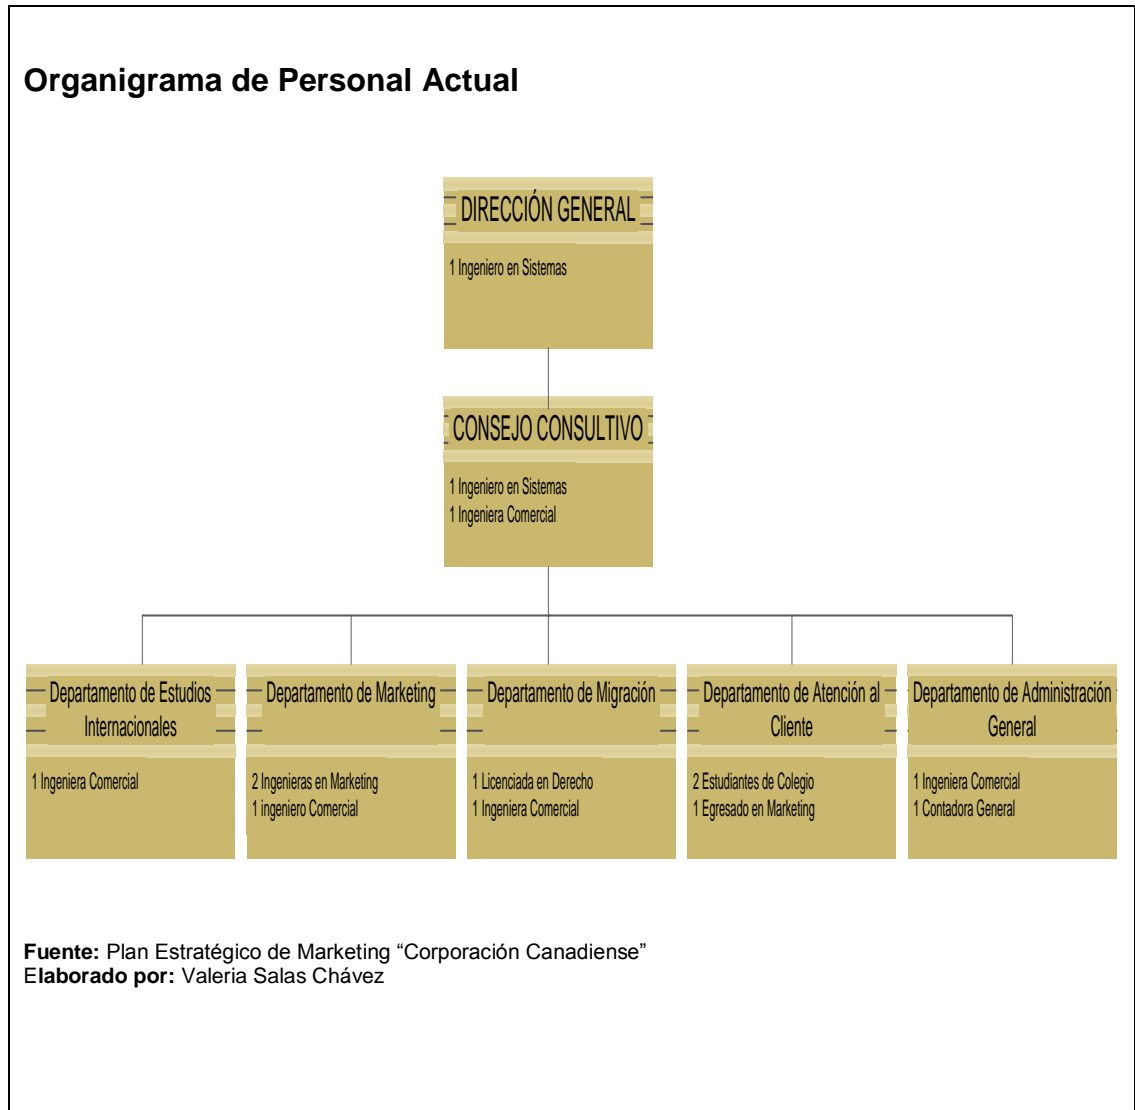 Organigrama de Personal Actual
DIRECCIÓN GENERAL
1 Ingeniero en Sistemas
CONSEJO CONSULTIVO
1 Ingeniero en Sistemas
1 Ingeniera Comercial
Departamento de Estudios
Internacionales
1 Ingeniera Comercial
Departamento de Marketing
2 Ingenieras en Marketing
1 ingeniero Comercial
Departamento de Migración
1 Licenciada en Derecho
1 Ingeniera Comercial
Departamento de Atención al
Cliente
2 Estudiantes de Colegio
1 Egresado en Marketing
Departamento de Administración
General
1 Ingeniera Comercial
1 Contadora General
Fuente: Plan Estratégico de Marketing “Corporación Canadiense”
Elaborado por: Valeria Salas Chávez